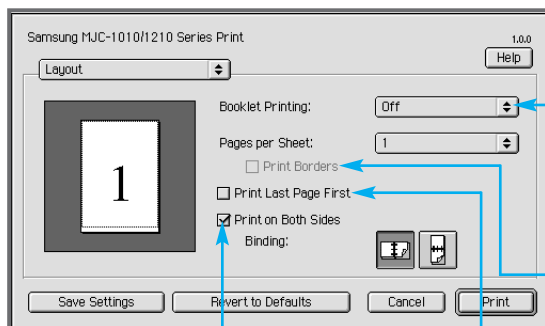 Samsung MJC-1010/1210 Series Print
1.0.0
Help
Layout
Booklet Printing: Off
Pages per Sheet: 1
Print Borders
1
Print Last Page First
Print on Both Sides
Binding:
Save Settings Revert to Defaults Cancel Print